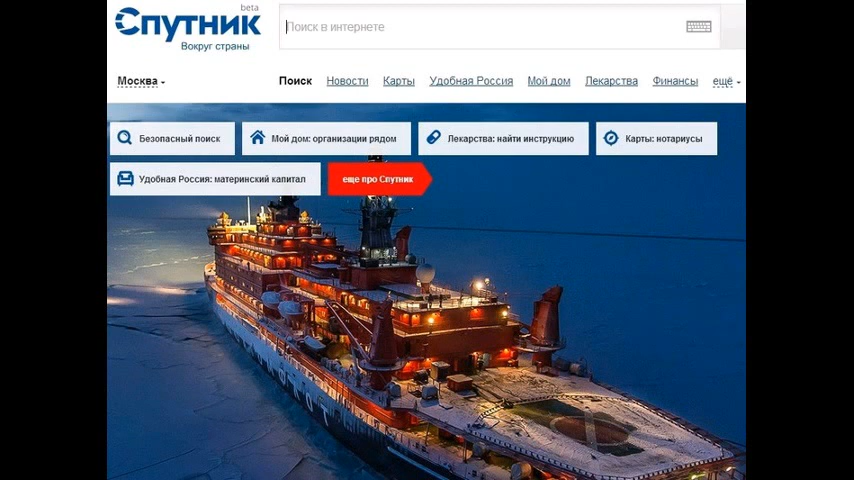 beta
Спутник
Вокруг страны
Поиск в интернете
Москва
Поиск Новости Карты Удобная Россия Мой дом Лекарства Финансы ещё
Безопасный поиск Мой дом: организации рядом Лекарства: найти инструкцию Карты: нотариусы
Удобная Россия: материнский капитал еще про Спутник